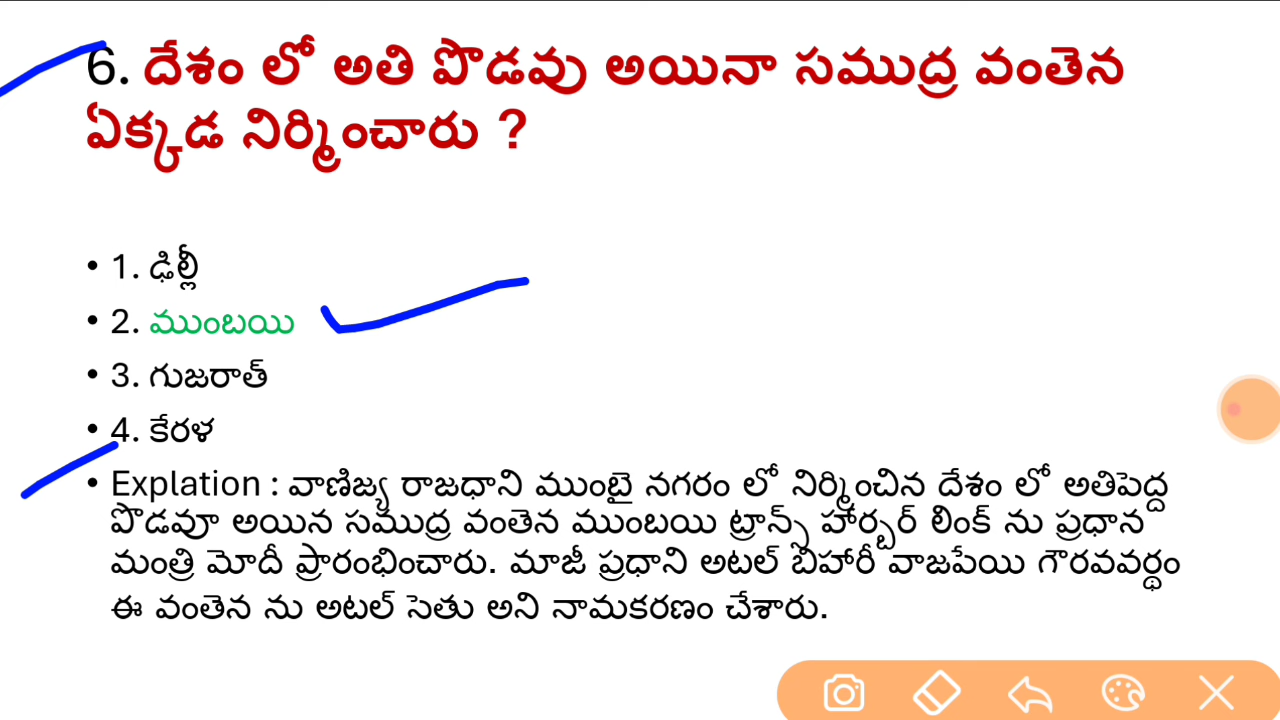 6. దేశం లో అతి పొడవు అయినా సముద్ర వంతెన
ఏక్కడ నిర్మించారు ?
• 1. ఢిల్లీ
• 2. ముంబయి
• 3. గుజరాత్
• 4. కేరళ
• Explation : వాణిజ్య రాజధాని ముంబై నగరం లో నిర్మించిన దేశం లో అతిపెద్ద
పొడవూ అయిన సముద్ర వంతెన ముంబయి ట్రాన్స్ హార్బర్ లింక్ ను ప్రధాన
మంత్రి మోదీ ప్రారంభించారు. మాజీ ప్రధాని అటల్ బిహారీ వాజపేయి గౌరవవర్థం
ఈ వంతెన ను అటల్ సెతు అని నామకరణం చేశారు.